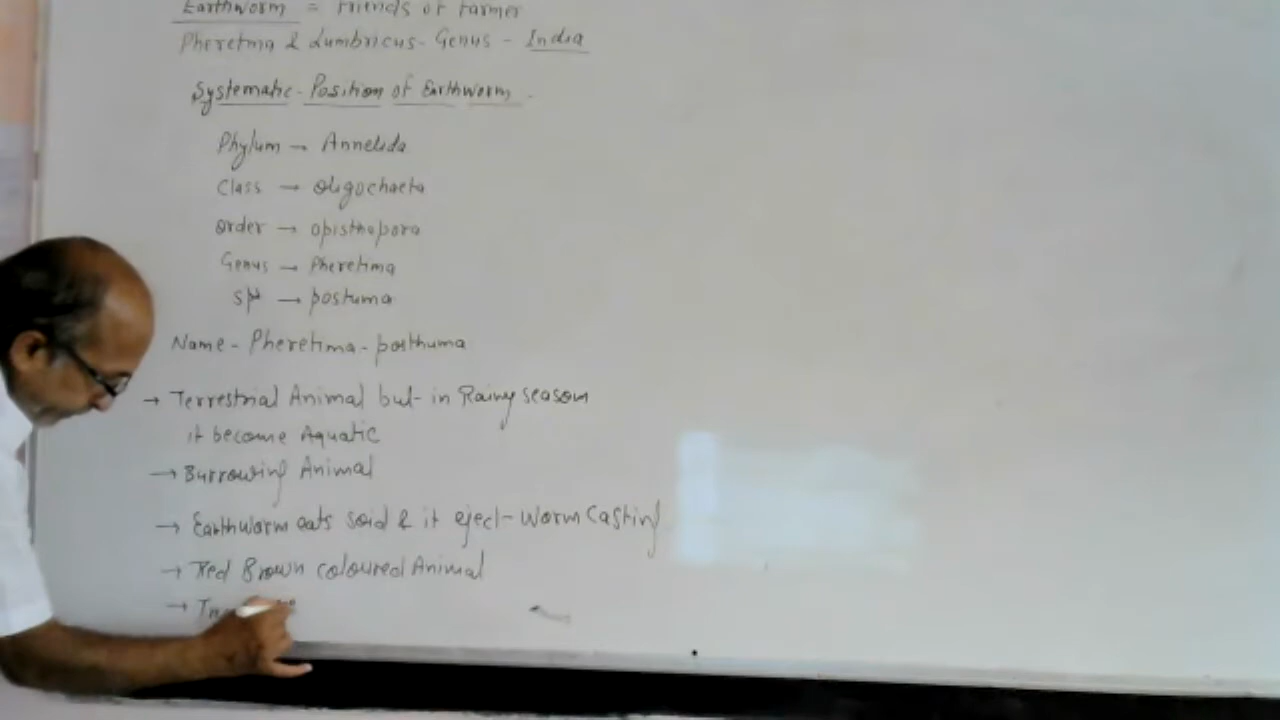 Earthworm = Friends of Farmer
Pheretima & Lumbricus - Genus - India
Systematic - Position of Earthworm.
Phylum → Annelida
Class → Oligochaeta
Order → Opisthopora
Genus → Pheretima
sp → postuma
Name - Pheretima - posthuma
→ Terrestrial Animal but in Rainy season
it become Aquatic
→ Burrowing Animal
→ Earthworm eats soid & it eject - Worm Casting
→ Red Brown coloured Animal
→